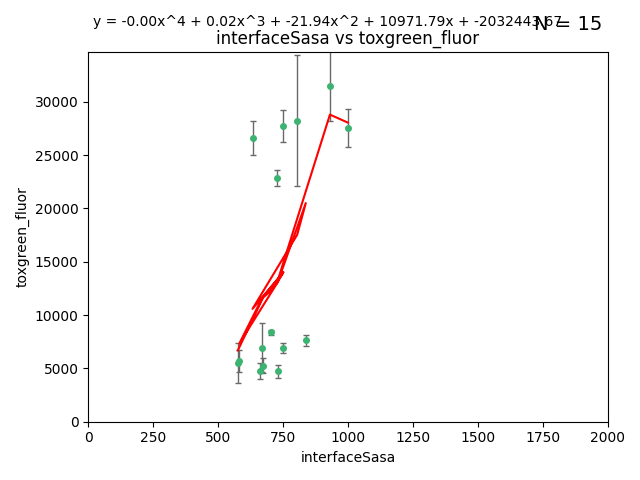 y = -0.00x^4 + 0.02x^3 + -21.94x^2 + 10971.79x + -2032443.67
N = 15
interfaceSasa vs toxgreen_fluor
30000
25000
20000
15000
10000
5000
0
toxgreen_fluor
0 250 500 750 1000 1250 1500 1750 2000
interfaceSasa